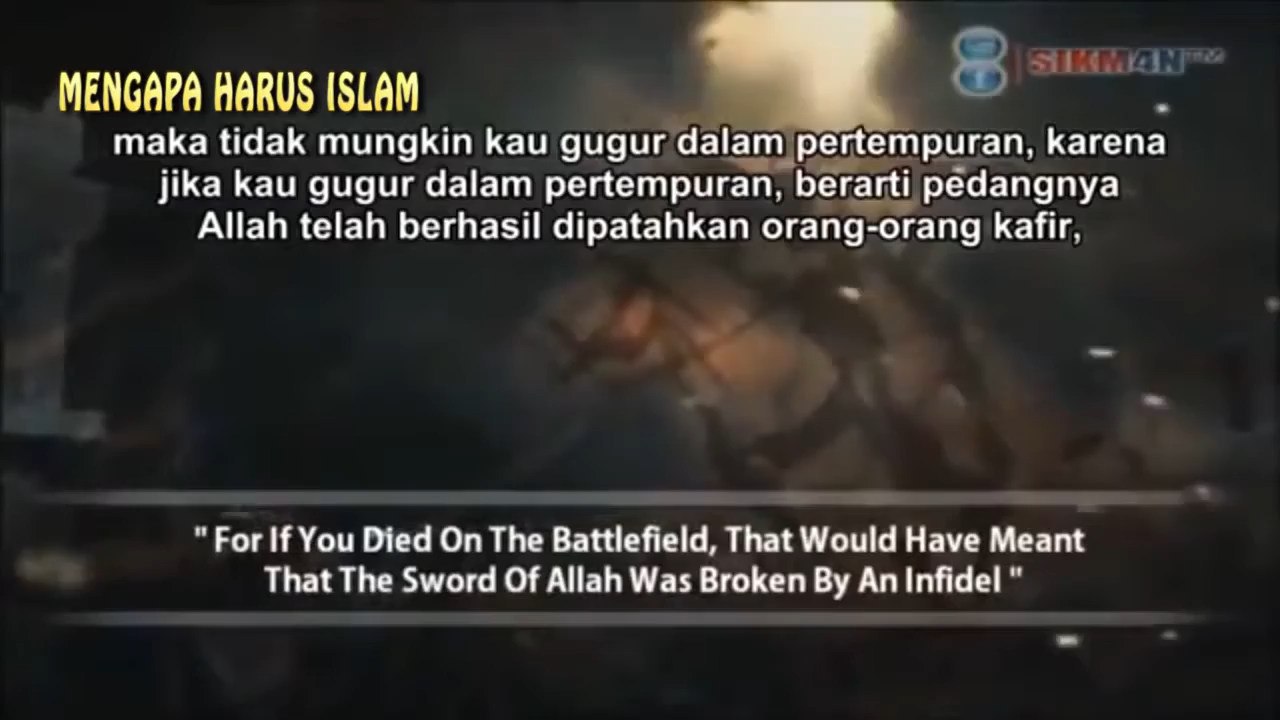 SIKM4N™
MENGAPA HARUS ISLAM
maka tidak mungkin kau gugur dalam pertempuran, karena
jika kau gugur dalam pertempuran, berarti pedangnya
Allah telah berhasil dipatahkan orang-orang kafir,
" For If You Died On The Battlefield, That Would Have Meant
That The Sword Of Allah Was Broken By An Infidel "